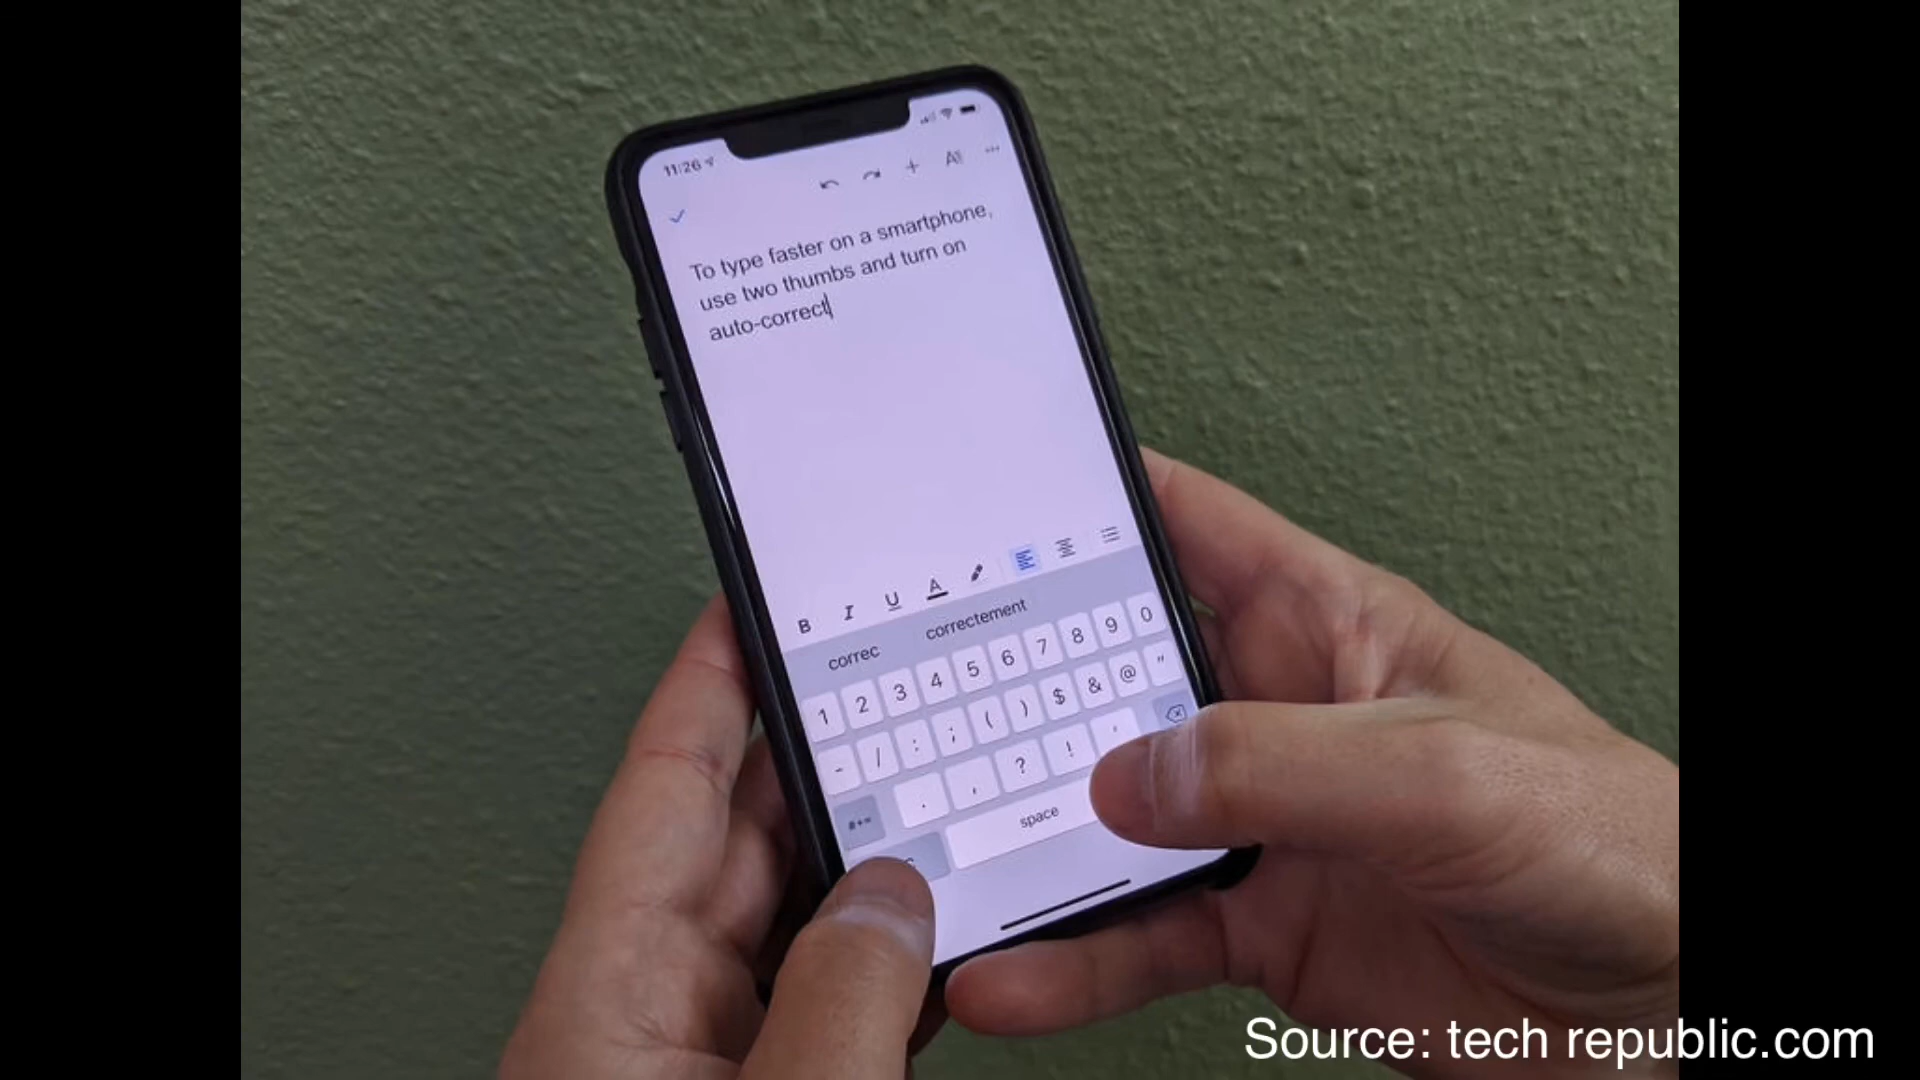 11:26
To type faster on a smartphone,
use two thumbs and turn on
auto-correct
B I U A
correc correctement
1 2 3 4 5 6 7 8 9 0
- / : ; ( ) $ & @ "
#+= . , ? ! '
space
Source: tech republic.com